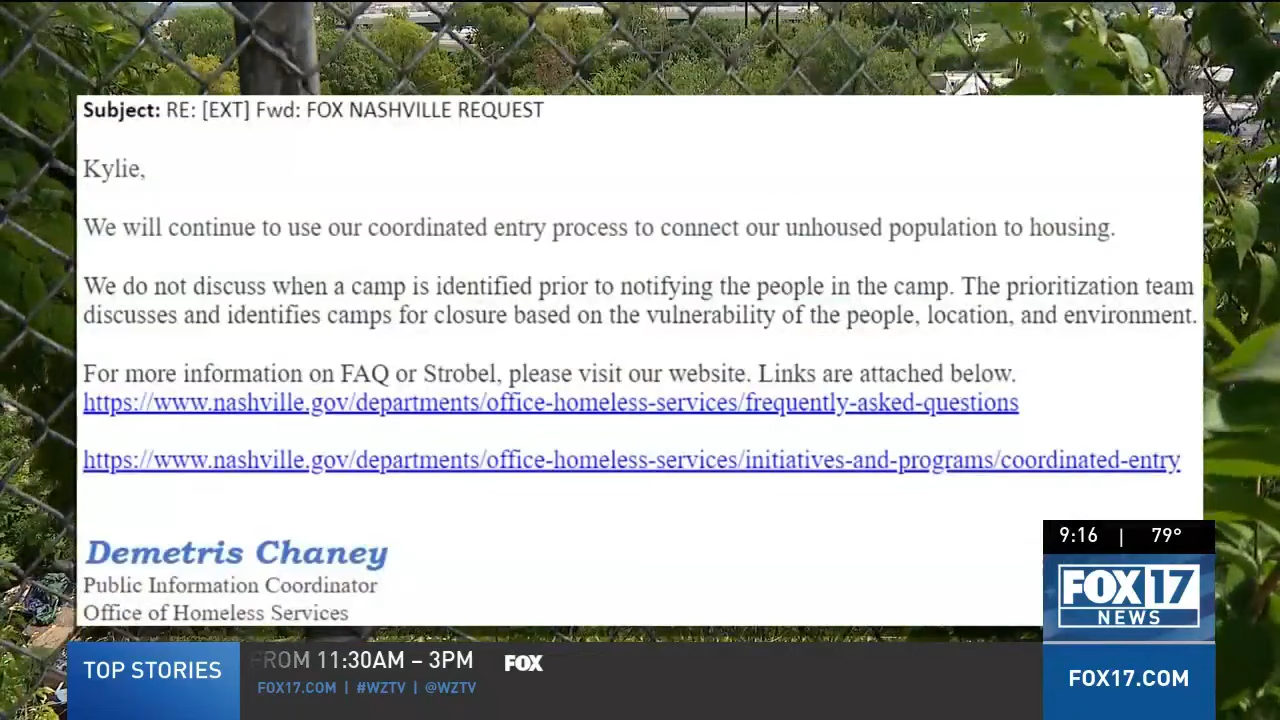 Subject: RE: [EXT] Fwd: FOX NASHVILLE REQUEST
Kylie,
We will continue to use our coordinated entry process to connect our unhoused population to housing.
We do not discuss when a camp is identified prior to notifying the people in the camp. The prioritization team
discusses and identifies camps for closure based on the vulnerability of the people, location, and environment.
For more information on FAQ or Strobel, please visit our website. Links are attached below.
https://www.nashville.gov/departments/office-homeless-services/frequently-asked-questions
https://www.nashville.gov/departments/office-homeless-services/initiatives-and-programs/coordinated-entry
Demetris Chaney
Public Information Coordinator
Office of Homeless Services
9:16 | 79°
FOX 17
NEWS
TOP STORIES
FROM 11:30AM – 3PM FOX
FOX17.COM | #WZTV | @WZTV
FOX17.COM